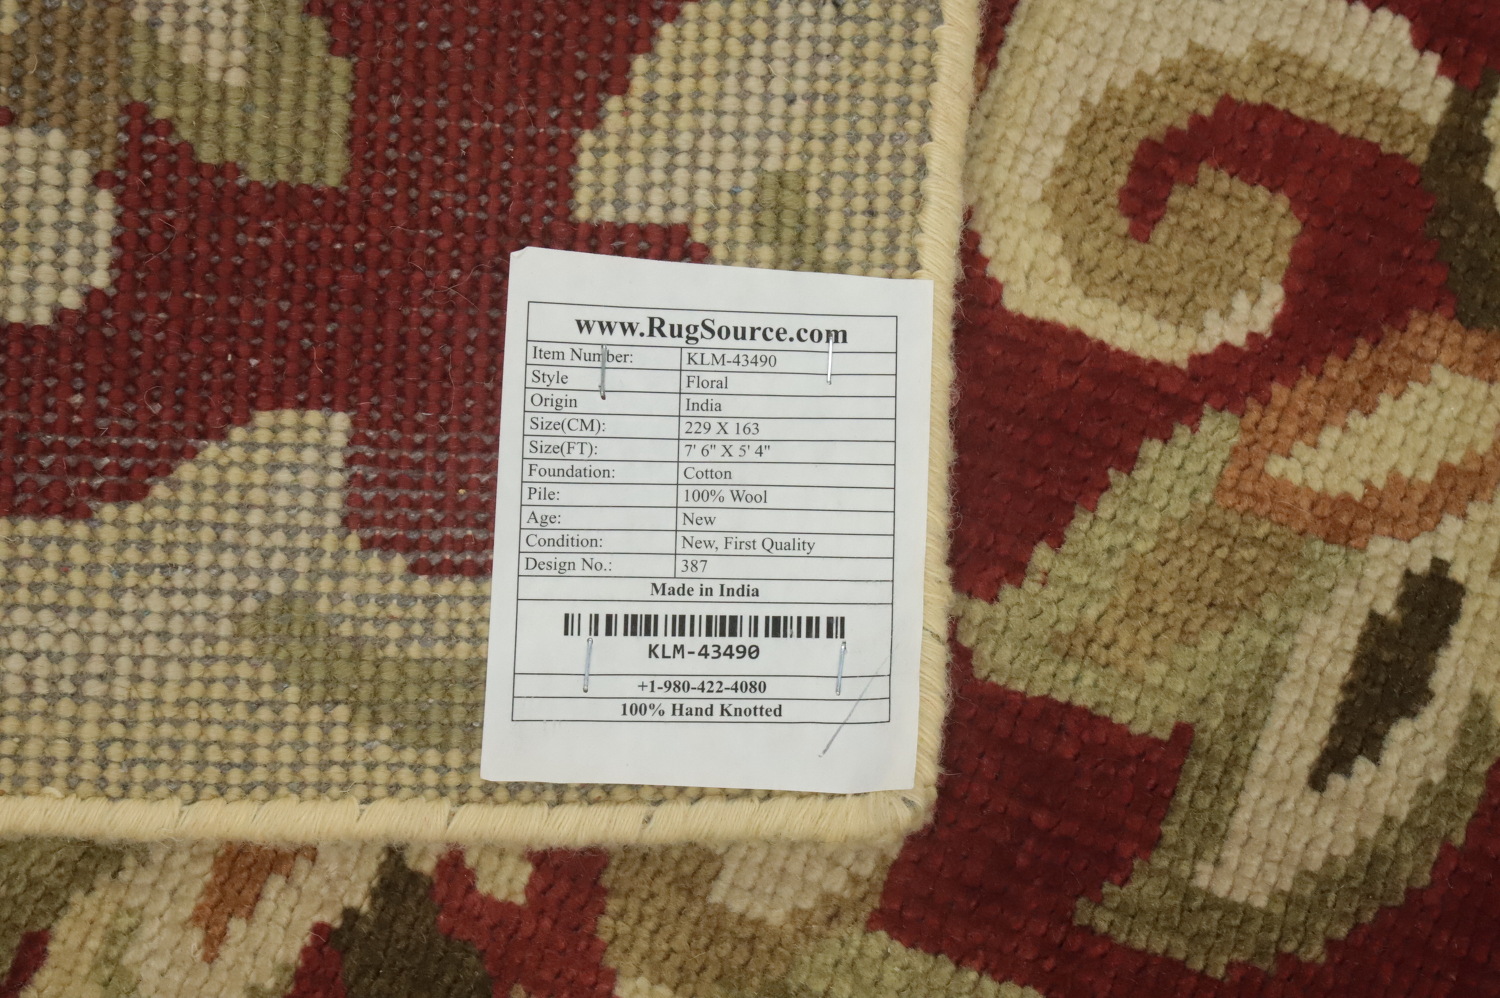 www.RugSource.com
Item Number: KLM-43490
Style Floral
Origin India
Size(CM): 229 X 163
Size(FT): 7' 6" X 5' 4"
Foundation: Cotton
Pile: 100% Wool
Age: New
Condition: New, First Quality
Design No.: 387
Made in India
KLM-43490
+1-980-422-4080
100% Hand Knotted